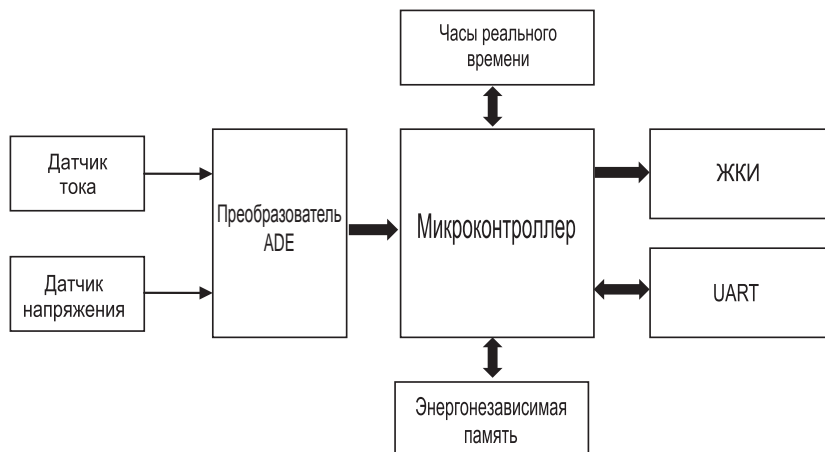 Часы реального
времени
Датчик
тока
Преобразователь
ADE
Микроконтроллер
ЖКИ
Датчик
напряжения
UART
Энергонезависимая
память